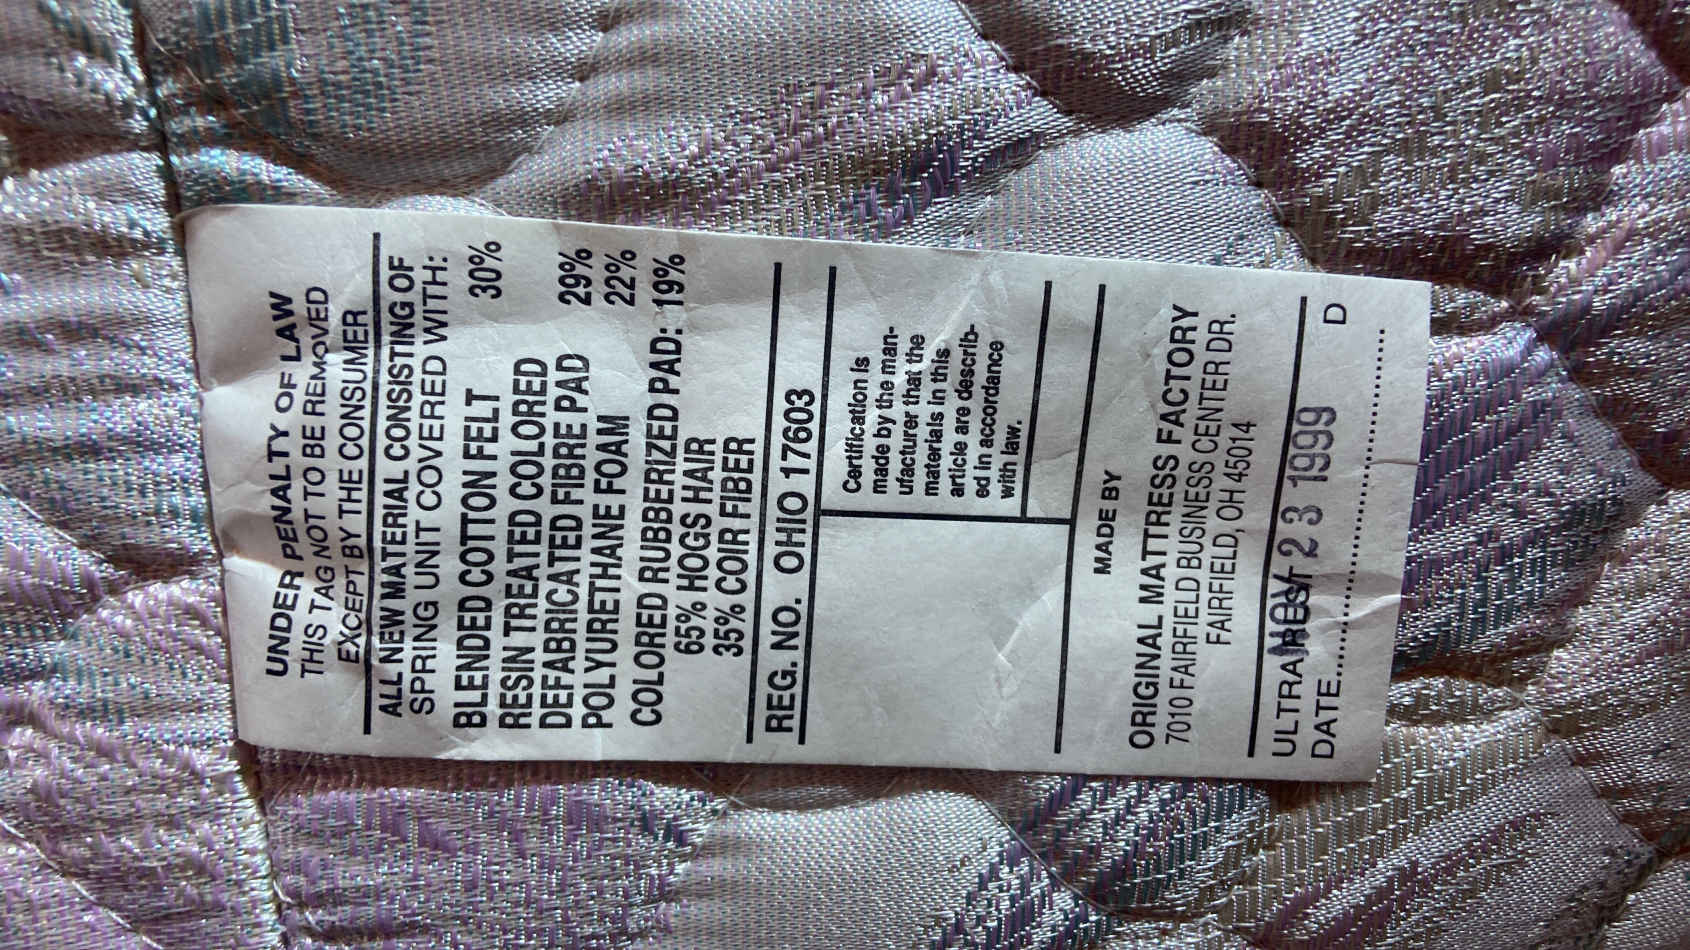 UNDER PENALTY OF LAW
THIS TAG NOT TO BE REMOVED
EXCEPT BY THE CONSUMER
ALL NEW MATERIAL CONSISTING OF
SPRING UNIT COVERED WITH:
BLENDED COTTON FELT 30%
RESIN TREATED COLORED
DEFABRICATED FIBRE PAD 29%
POLYURETHANE FOAM 22%
COLORED RUBBERIZED PAD: 19%
65% HOGS HAIR
35% COIR FIBER
REG. NO. OHIO 17603
Certification is
made by the man-
ufacturer that the
materials in this
article are describ-
ed in accordance
with law.
MADE BY
ORIGINAL MATTRESS FACTORY
7010 FAIRFIELD BUSINESS CENTER DR.
FAIRFIELD, OH 45014
ULTRA REST D
NOV 23 1999
DATE..............................